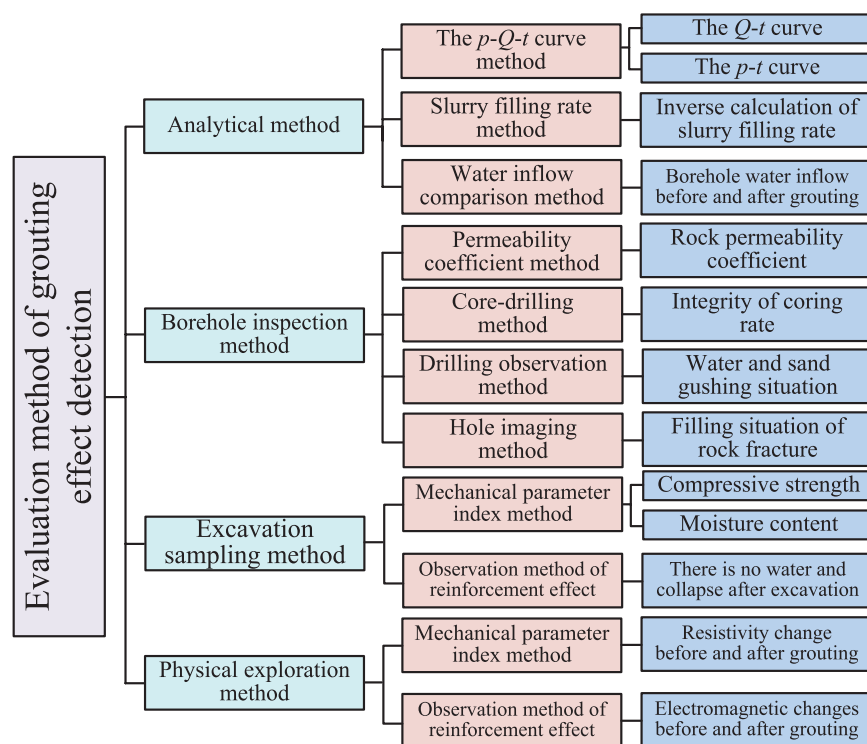 Evaluation method of grouting
effect detection
Analytical method
The p-Q-t curve
method
The Q-t curve
The p-t curve
Slurry filling rate
method
Inverse calculation of
slurry filling rate
Water inflow
comparison method
Borehole water inflow
before and after grouting
Borehole inspection
method
Permeability
coefficient method
Rock permeability
coefficient
Core-drilling
method
Integrity of coring
rate
Drilling observation
method
Water and sand
gushing situation
Hole imaging
method
Filling situation of
rock fracture
Excavation
sampling method
Mechanical parameter
index method
Compressive strength
Moisture content
Observation method of
reinforcement effect
There is no water and
collapse after excavation
Physical exploration
method
Mechanical parameter
index method
Resistivity change
before and after grouting
Observation method of
reinforcement effect
Electromagnetic changes
before and after grouting